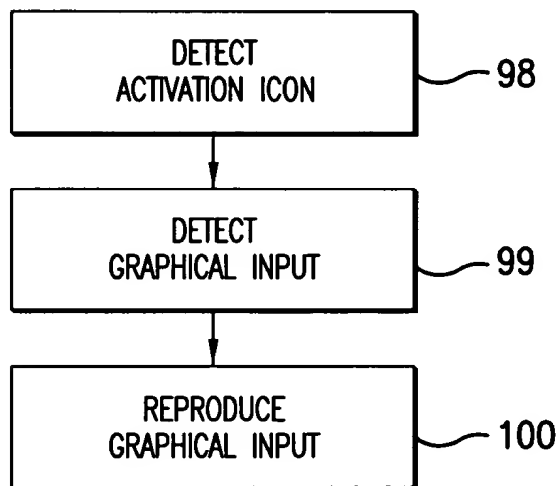 DETECT
ACTIVATION ICON
98
DETECT
GRAPHICAL INPUT
99
REPRODUCE
GRAPHICAL INPUT
100